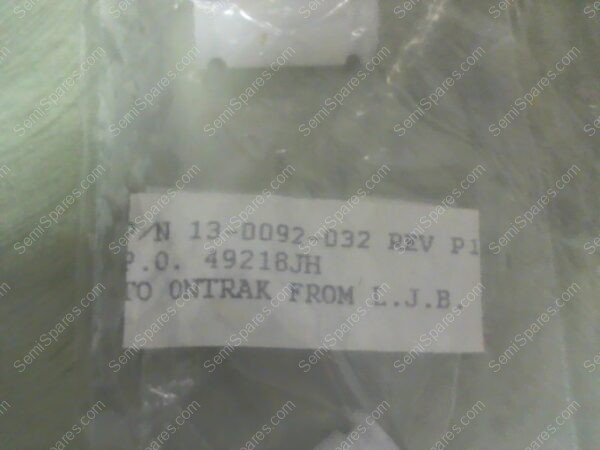 P/N 13-0092-032 REV P1
P.O. 49218JH
TO ONTRAK FROM L.J.B.
SemiSpares.com